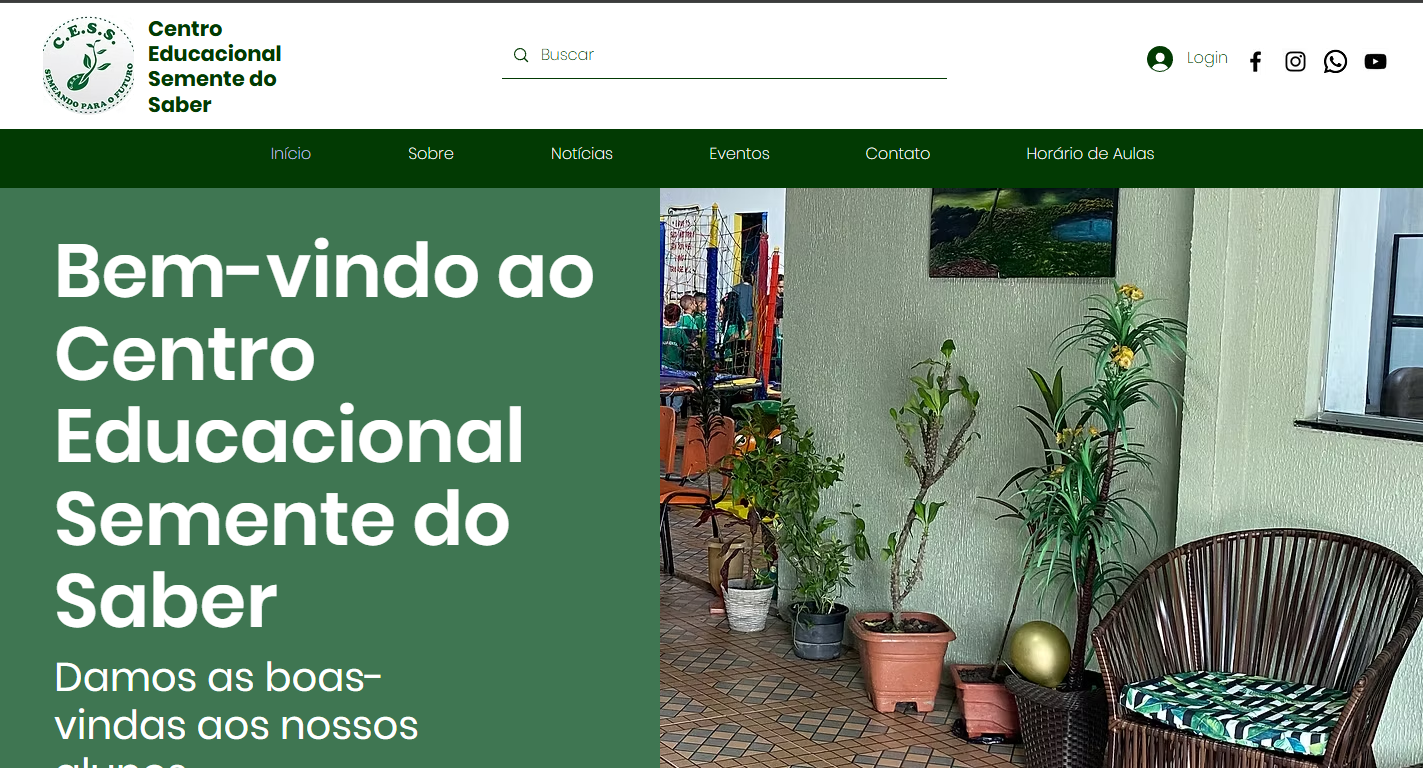 C.E.S.S.
SEMEANDO PARA O FUTURO
Centro
Educacional
Semente do
Saber
Buscar
Login
Início
Sobre
Notícias
Eventos
Contato
Horário de Aulas
Bem-vindo ao
Centro
Educacional
Semente do
Saber
Damos as boas-
vindas aos nossos
alunos